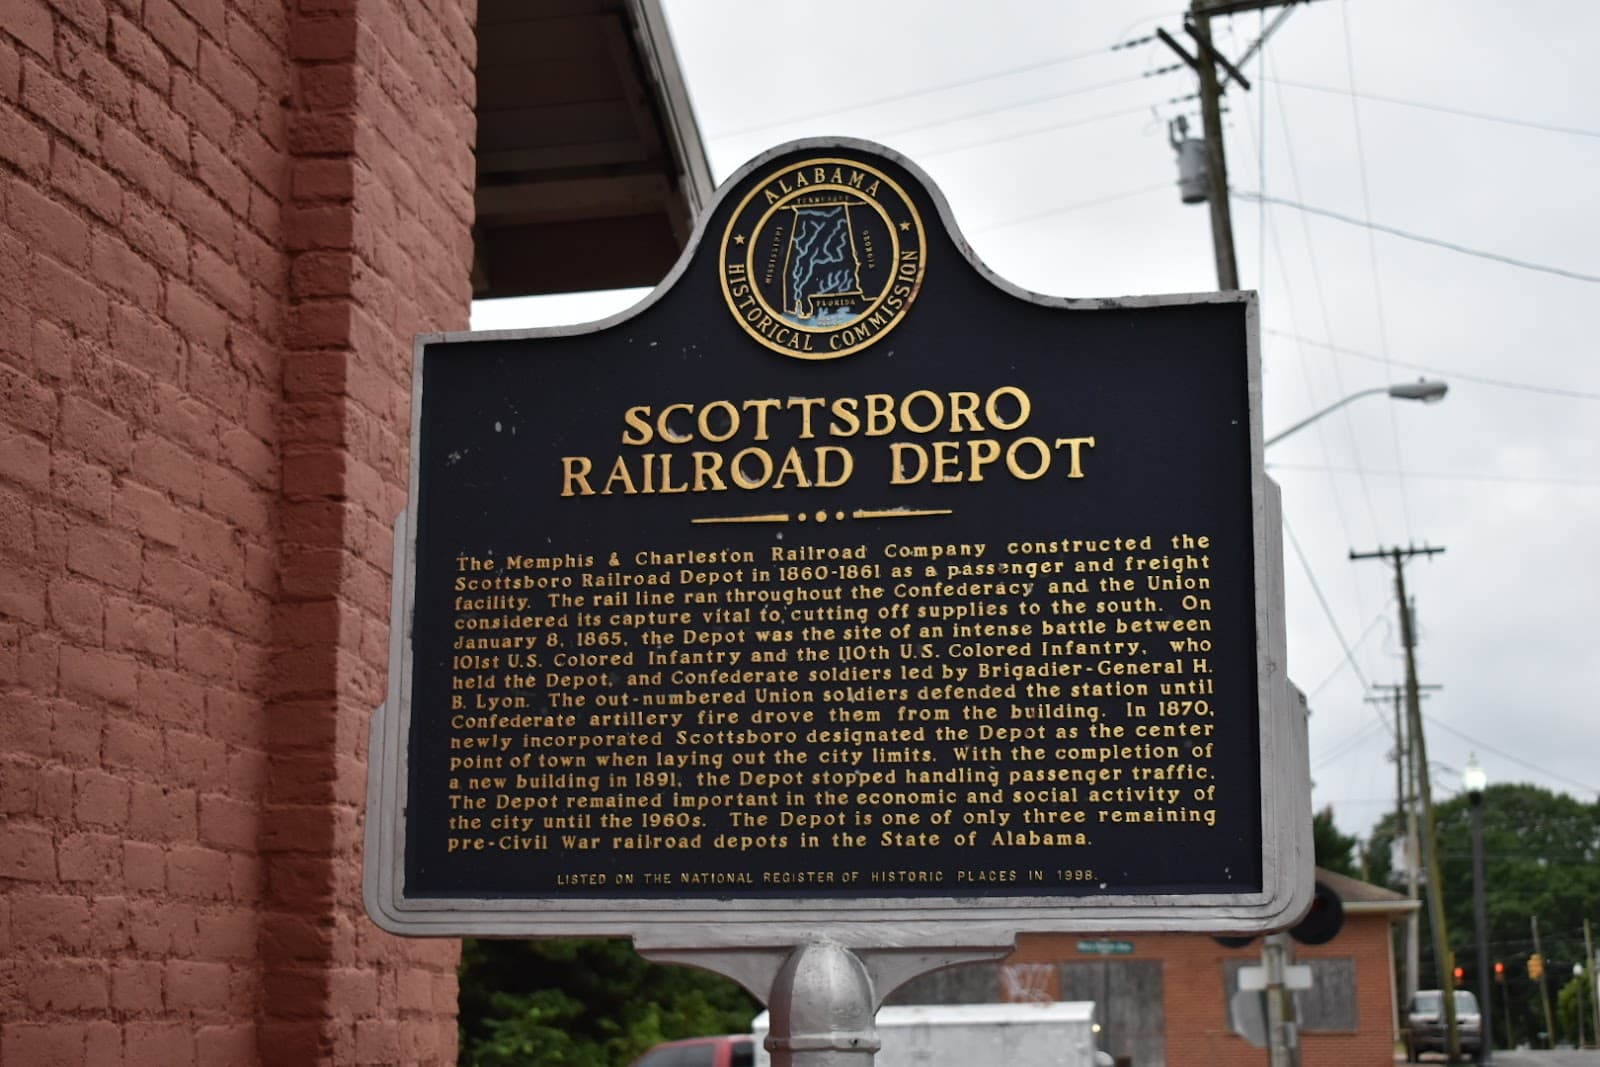 ALABAMA
HISTORICAL COMMISSION
TENNESSEE
MISSISSIPPI
GEORGIA
FLORIDA
SCOTTSBORO
RAILROAD DEPOT
The Memphis & Charleston Railroad Company constructed the
Scottsboro Railroad Depot in 1860-1861 as a passenger and freight
facility. The rail line ran throughout the Confederacy and the Union
considered its capture vital to cutting off supplies to the south. On
January 8, 1865, the Depot was the site of an intense battle between
101st U.S. Colored Infantry and the 110th U.S. Colored Infantry, who
held the Depot, and Confederate soldiers led by Brigadier-General H.
B. Lyon. The out-numbered Union soldiers defended the station until
Confederate artillery fire drove them from the building. In 1870,
newly incorporated Scottsboro designated the Depot as the center
point of town when laying out the city limits. With the completion of
a new building in 1891, the Depot stopped handling passenger traffic.
The Depot remained important in the economic and social activity of
the city until the 1960s. The Depot is one of only three remaining
pre-Civil War railroad depots in the State of Alabama.
LISTED ON THE NATIONAL REGISTER OF HISTORIC PLACES IN 1998.